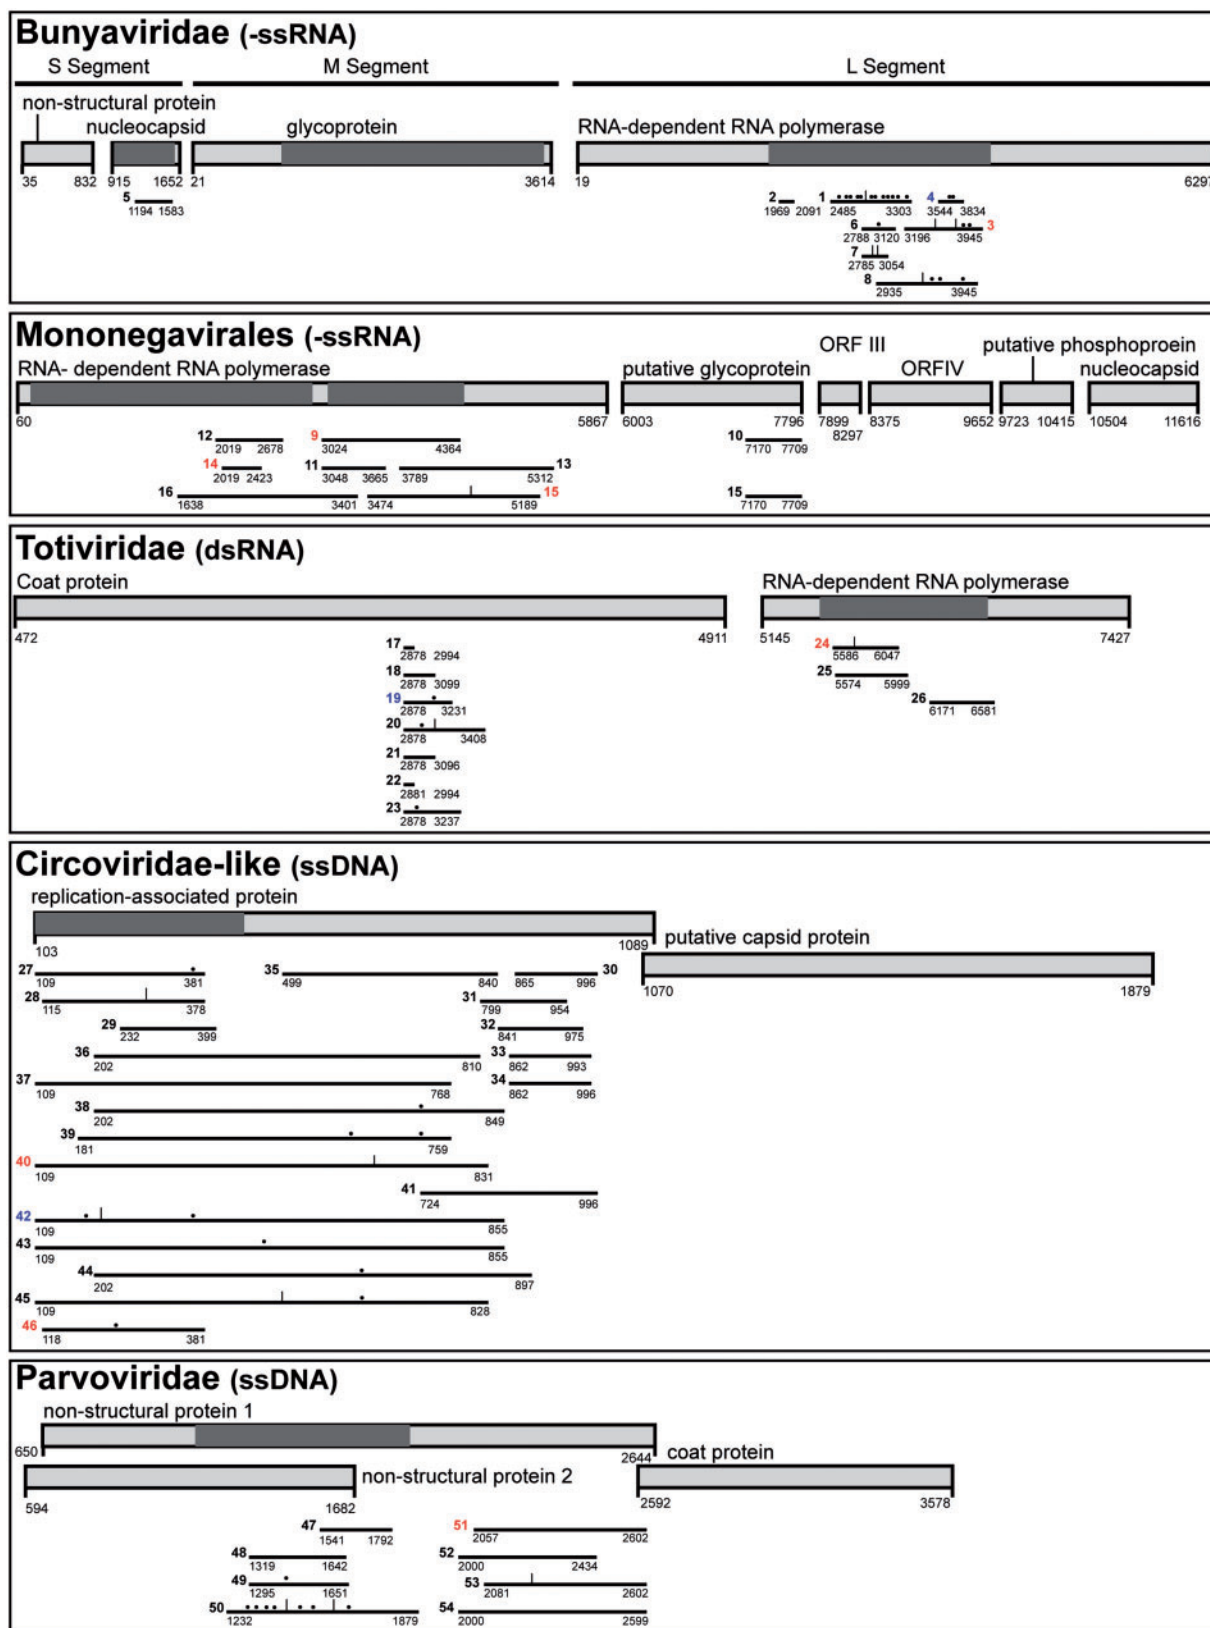 Bunyaviridae (-ssRNA)
S Segment M Segment L Segment
non-structural protein
nucleocapsid glycoprotein RNA-dependent RNA polymerase
35 832 915 1652 21 3614 19 6297
5 2 1 4
1194 1583 1969 2091 2485 3303 3544 3834
6 3
2788 3120 3196 3945
7
2785 3054
8
2935 3945
Mononegavirales (-ssRNA)
ORF III putative phosphoproein
RNA- dependent RNA polymerase putative glycoprotein ORFIV nucleocapsid
60 5867 6003 7796 7899 8297 8375 9652 9723 10415 10504 11616
12 9 10
2019 2678 3024 4364 7170 7709
14 11 13
2019 2423 3048 3665 3789 5312
16 15 15
1638 3401 3474 5189 7170 7709
Totiviridae (dsRNA)
Coat protein RNA-dependent RNA polymerase
472 4911 5145 7427
17 24
2878 2994 5586 6047
18 25
2878 3099 5574 5999
19 26
2878 3231 6171 6581
20
2878 3408
21
2878 3096
22
2881 2994
23
2878 3237
Circoviridae-like (ssDNA)
replication-associated protein
103 1089 putative capsid protein
1070 1879
27 35 30
109 381 499 840 865 996
28 31
115 378 799 954
29 32
232 399 841 975
36 33
202 810 862 993
37 34
109 768 862 996
38
202 849
39
181 759
40
109 831
41
724 996
42
109 855
43
109 855
44
202 897
45
109 828
46
118 381
Parvoviridae (ssDNA)
non-structural protein 1
650 2644 coat protein
non-structural protein 2
594 1682 2592 3578
47 51
1541 1792 2057 2602
48 52
1319 1642 2000 2434
49 53
1295 1651 2081 2602
50 54
1232 1879 2000 2599